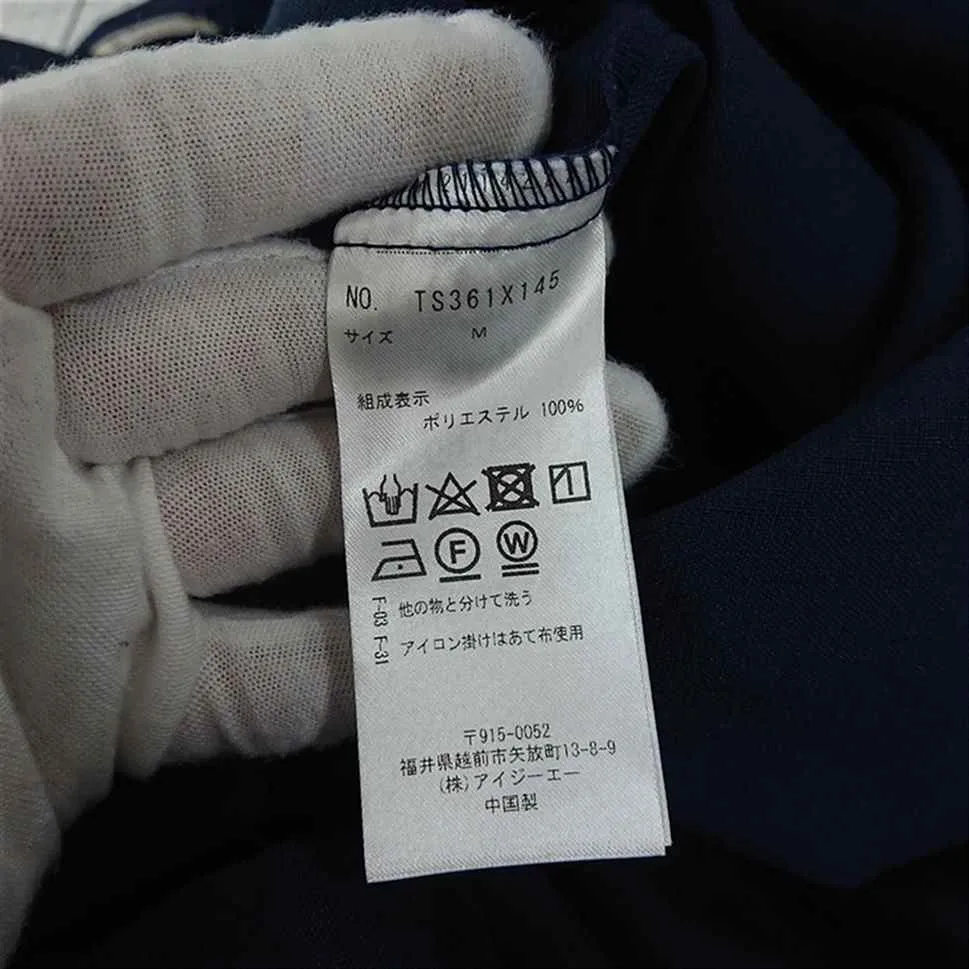 NO. TS361X145
サイズ M
組成表示
ポリエステル 100%
F
W
F-03 F-31
他の物と分けて洗う
アイロン掛けはあて布使用
〒915-0052
福井県越前市矢放町13-8-9
(株)アイジーエー
中国製